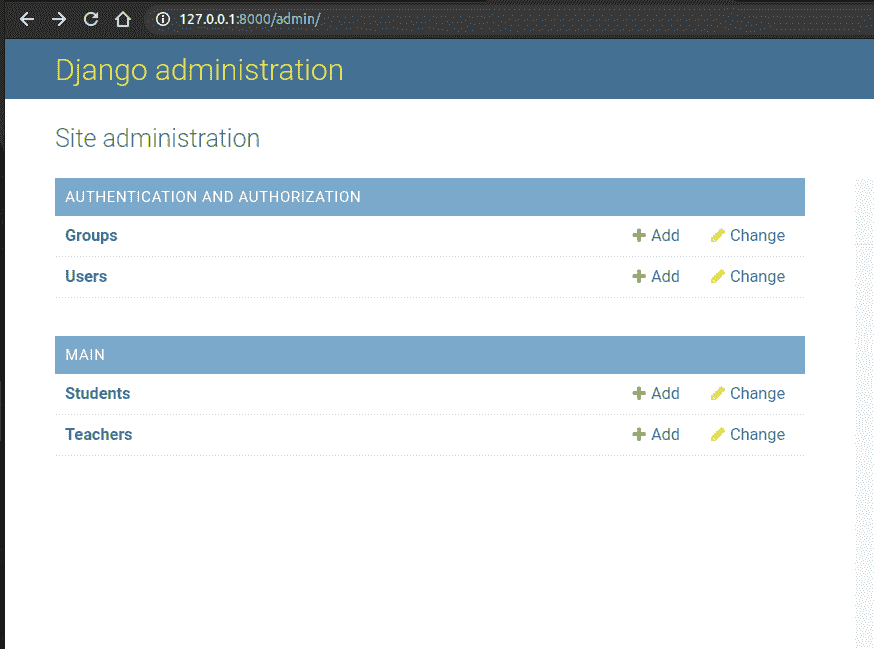 127.0.0.1:8000/admin/
Django administration
Site administration
AUTHENTICATION AND AUTHORIZATION
Groups Add Change
Users Add Change
MAIN
Students Add Change
Teachers Add Change